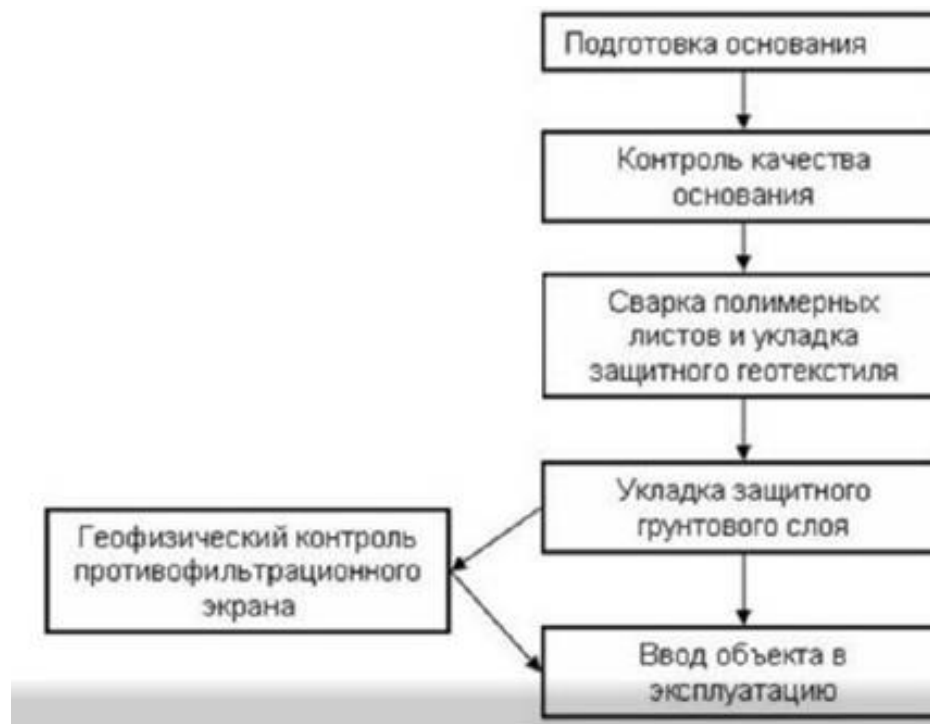 Подготовка основания
Контроль качества
основания
Сварка полимерных
листов и укладка
защитного геотекстиля
Укладка защитного
грунтового слоя
Геофизический контроль
противофильтрационного
экрана
Ввод объекта в
эксплуатацию